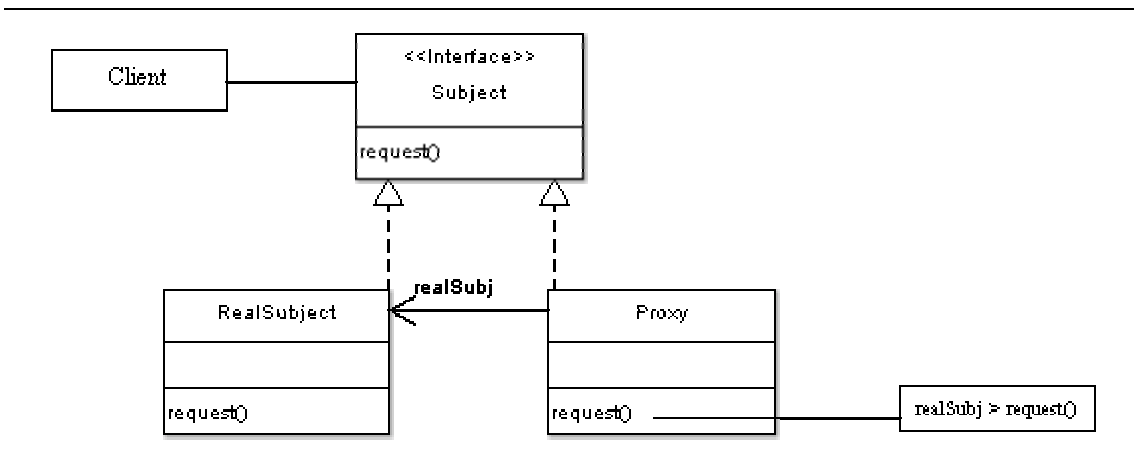 Client
<<Interface>>
Subject
request()
realSubj
RealSubject
Proxy
request()
request()
realSubj > request()